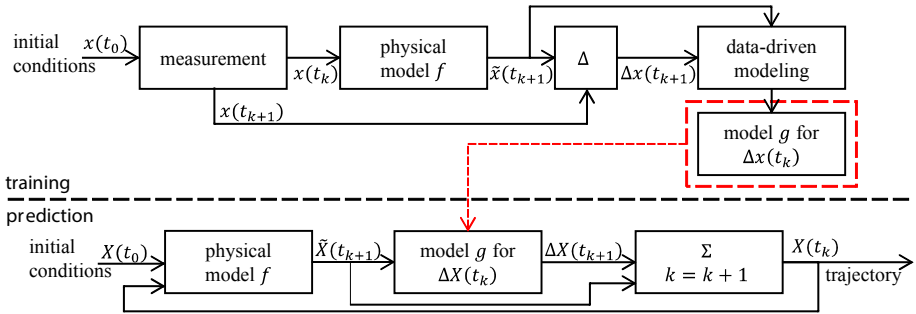 initial
conditions
x(t₀)
measurement
x(tₖ)
physical
model f
x̃(tₖ₊₁)
Δ
Δx(tₖ₊₁)
data-driven
modeling
x(tₖ₊₁)
model g for
Δx(tₖ)
training
prediction
initial
conditions
X(t₀)
physical
model f
X̃(tₖ₊₁)
model g for
ΔX(tₖ)
ΔX(tₖ₊₁)
Σ
k = k + 1
X(tₖ)
trajectory